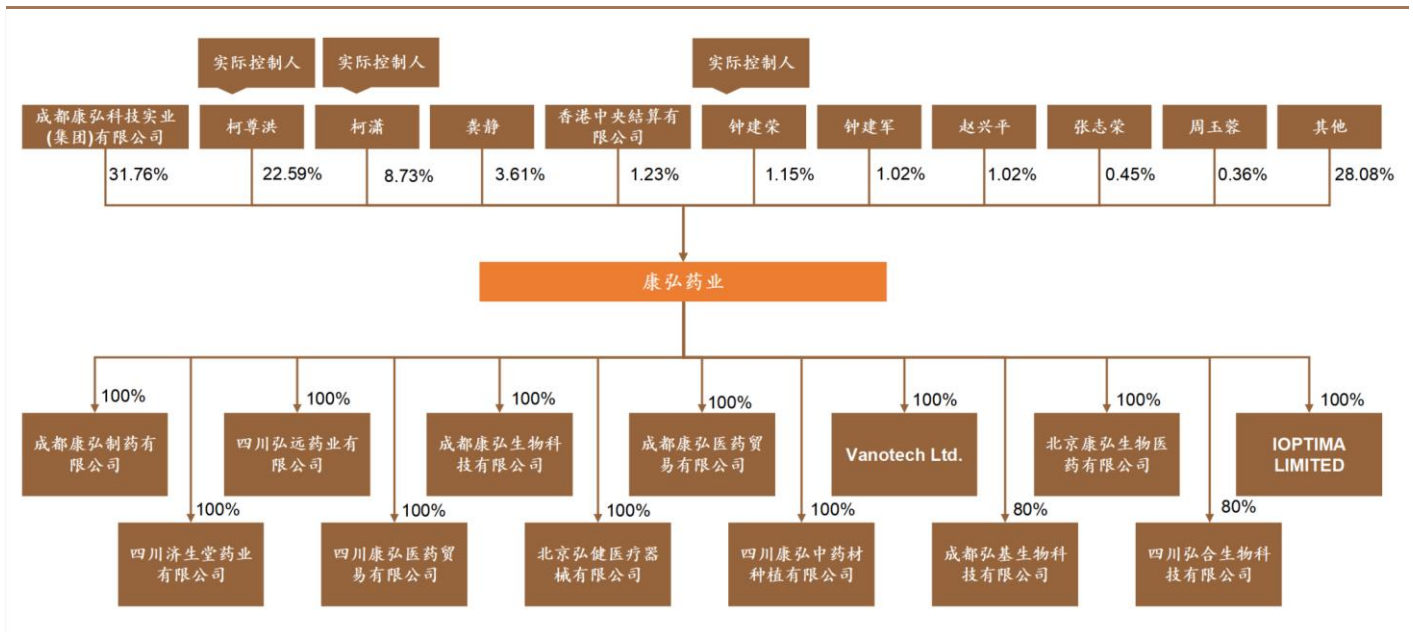 实际控制人
实际控制人
实际控制人
成都康弘科技实业
(集团)有限公司
柯尊洪
柯潇
龚静
香港中央結算有
限公司
钟建荣
钟建军
赵兴平
张志荣
周玉蓉
其他
31.76%
22.59%
8.73%
3.61%
1.23%
1.15%
1.02%
1.02%
0.45%
0.36%
28.08%
康弘药业
100%
100%
100%
100%
100%
100%
100%
成都康弘制药有
限公司
四川弘远药业有
限公司
成都康弘生物科
技有限公司
成都康弘医药贸
易有限公司
Vanotech Ltd.
北京康弘生物医
药有限公司
IOPTIMA
LIMITED
100%
100%
100%
100%
80%
80%
四川济生堂药业
有限公司
四川康弘医药贸
易有限公司
北京弘健医疗器
械有限公司
四川康弘中药材
种植有限公司
成都弘基生物科
技有限公司
四川弘合生物科
技有限公司